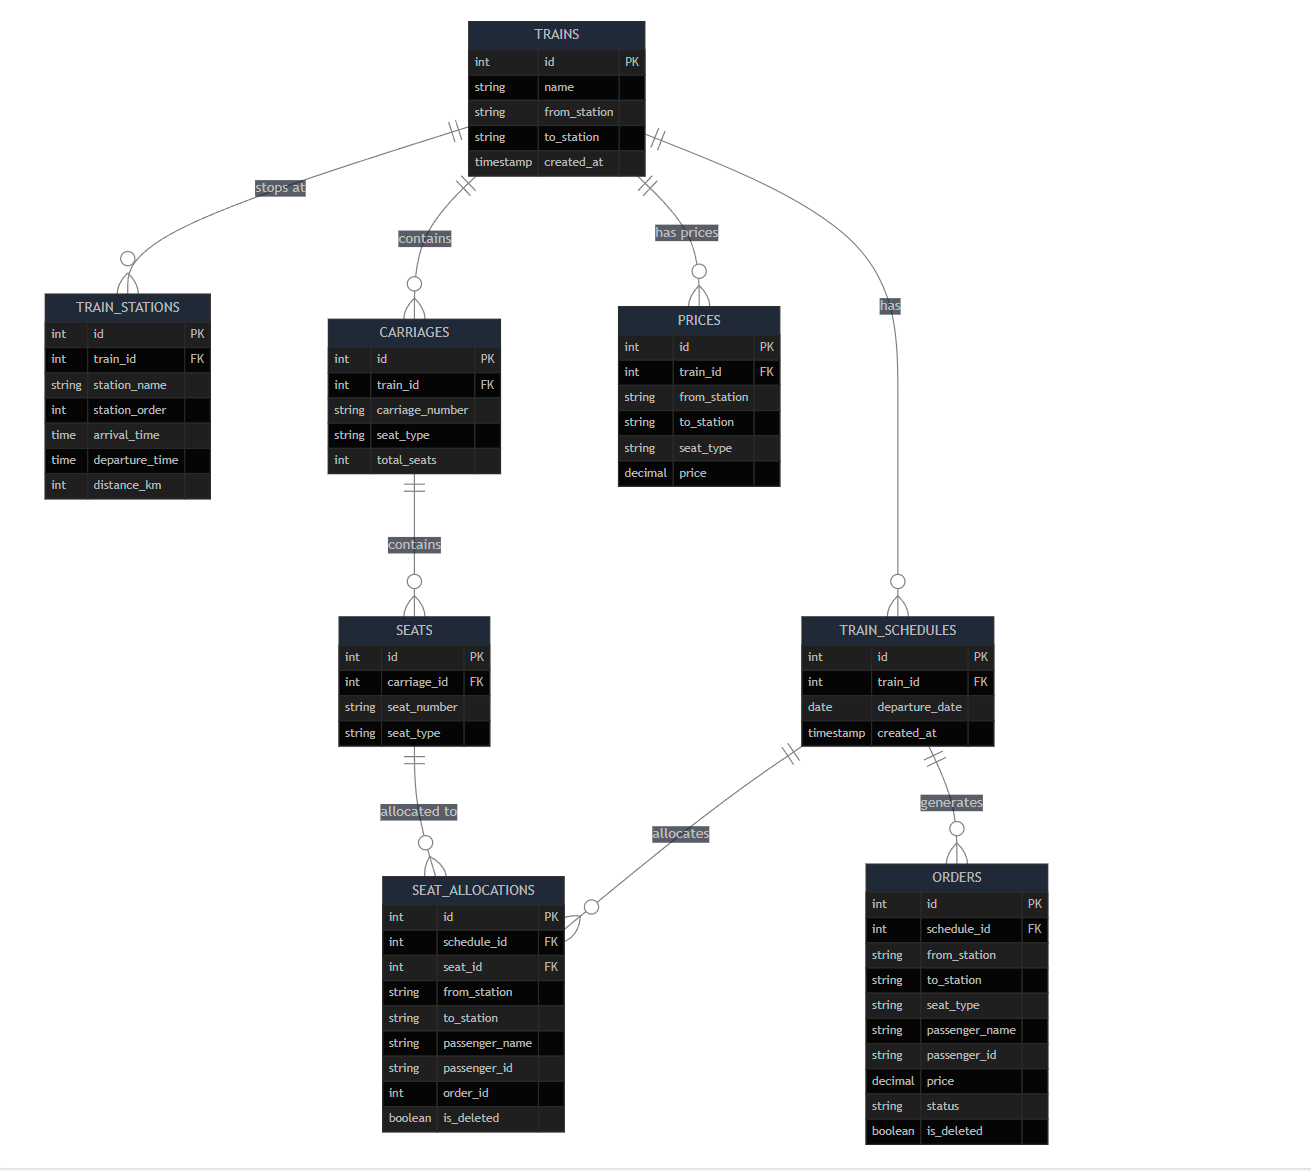 TRAINS
int id PK
string name
string from_station
string to_station
timestamp created_at
stops at
contains
has prices
has
TRAIN_STATIONS
int id PK
int train_id FK
string station_name
int station_order
time arrival_time
time departure_time
int distance_km
CARRIAGES
int id PK
int train_id FK
string carriage_number
string seat_type
int total_seats
PRICES
int id PK
int train_id FK
string from_station
string to_station
string seat_type
decimal price
contains
SEATS
int id PK
int carriage_id FK
string seat_number
string seat_type
TRAIN_SCHEDULES
int id PK
int train_id FK
date departure_date
timestamp created_at
allocated to
allocates
generates
SEAT_ALLOCATIONS
int id PK
int schedule_id FK
int seat_id FK
string from_station
string to_station
string passenger_name
string passenger_id
int order_id
boolean is_deleted
ORDERS
int id PK
int schedule_id FK
string from_station
string to_station
string seat_type
string passenger_name
string passenger_id
decimal price
string status
boolean is_deleted